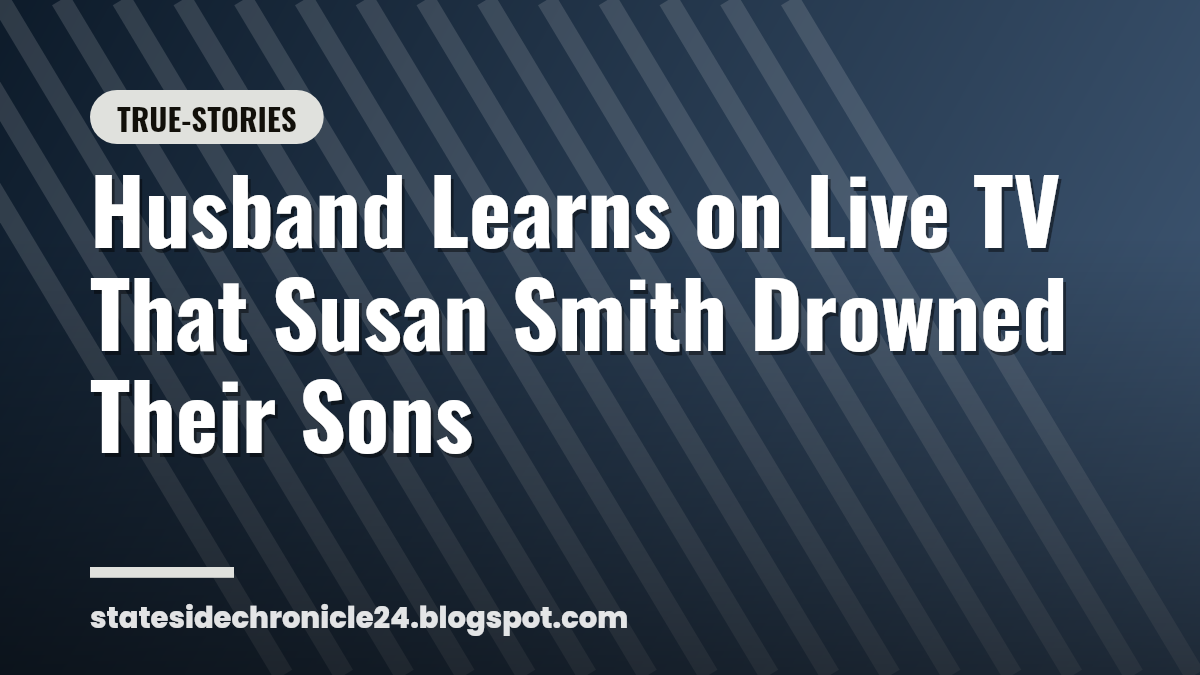 TRUE-STORIES
Husband Learns on Live TV
That Susan Smith Drowned
Their Sons
statesidechronicle24.blogspot.com